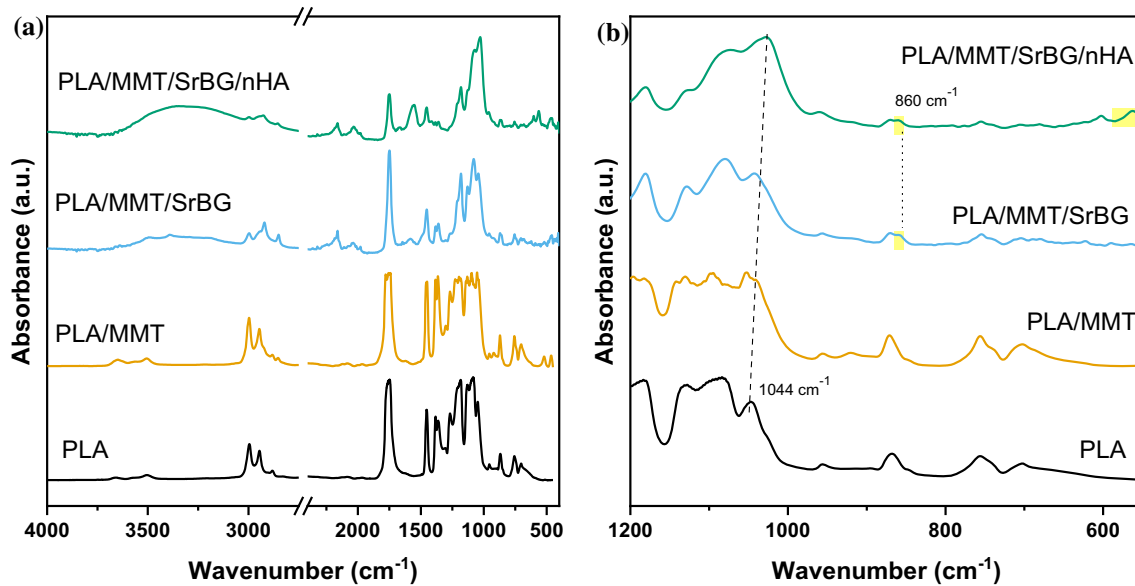 (a)
PLA/MMT/SrBG/nHA
PLA/MMT/SrBG
PLA/MMT
PLA
Absorbance (a.u.)
4000 3500 3000 2000 1500 1000 500
Wavenumber (cm⁻¹)
(b)
PLA/MMT/SrBG/nHA
860 cm⁻¹
PLA/MMT/SrBG
PLA/MMT
1044 cm⁻¹
PLA
Absorbance (a.u.)
1200 1000 800 600
Wavenumber (cm⁻¹)